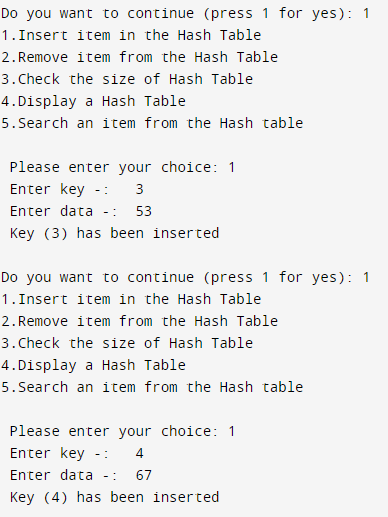 Do you want to continue (press 1 for yes): 1
1.Insert item in the Hash Table
2.Remove item from the Hash Table
3.Check the size of Hash Table
4.Display a Hash Table
5.Search an item from the Hash table
Please enter your choice: 1
Enter key -:   3
Enter data -:  53
Key (3) has been inserted
Do you want to continue (press 1 for yes): 1
1.Insert item in the Hash Table
2.Remove item from the Hash Table
3.Check the size of Hash Table
4.Display a Hash Table
5.Search an item from the Hash table
Please enter your choice: 1
Enter key -:   4
Enter data -:  67
Key (4) has been inserted